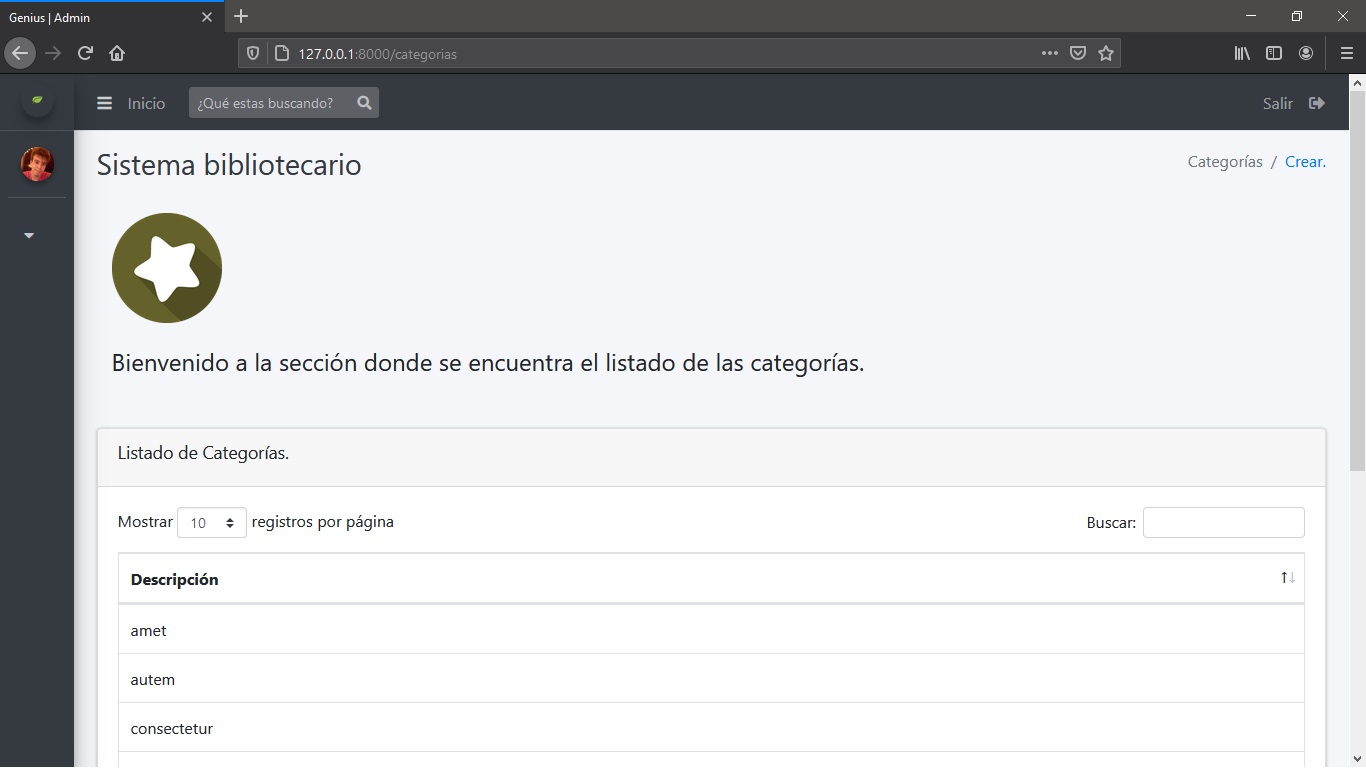 Genius | Admin
127.0.0.1:8000/categorias
Inicio
¿Qué estas buscando?
Salir
Sistema bibliotecario
Categorías / Crear.
Bienvenido a la sección donde se encuentra el listado de las categorías.
Listado de Categorías.
Mostrar 10 registros por página
Buscar:
Descripción
amet
autem
consectetur